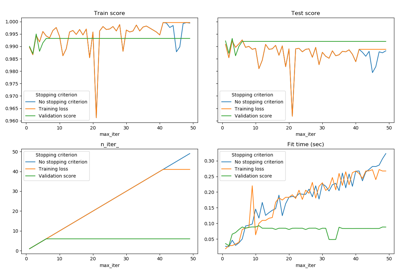 Train score
1.000
0.995
0.990
0.985
0.980
0.975
0.970
0.965
0.960
Stopping criterion
No stopping criterion
Training loss
Validation score
0 10 20 30 40 50
max_iter
Test score
Stopping criterion
No stopping criterion
Training loss
Validation score
0 10 20 30 40 50
max_iter
n_iter_
50
40
30
20
10
0
Stopping criterion
No stopping criterion
Training loss
Validation score
0 10 20 30 40 50
max_iter
Fit time (sec)
0.30
0.25
0.20
0.15
0.10
0.05
Stopping criterion
No stopping criterion
Training loss
Validation score
0 10 20 30 40 50
max_iter